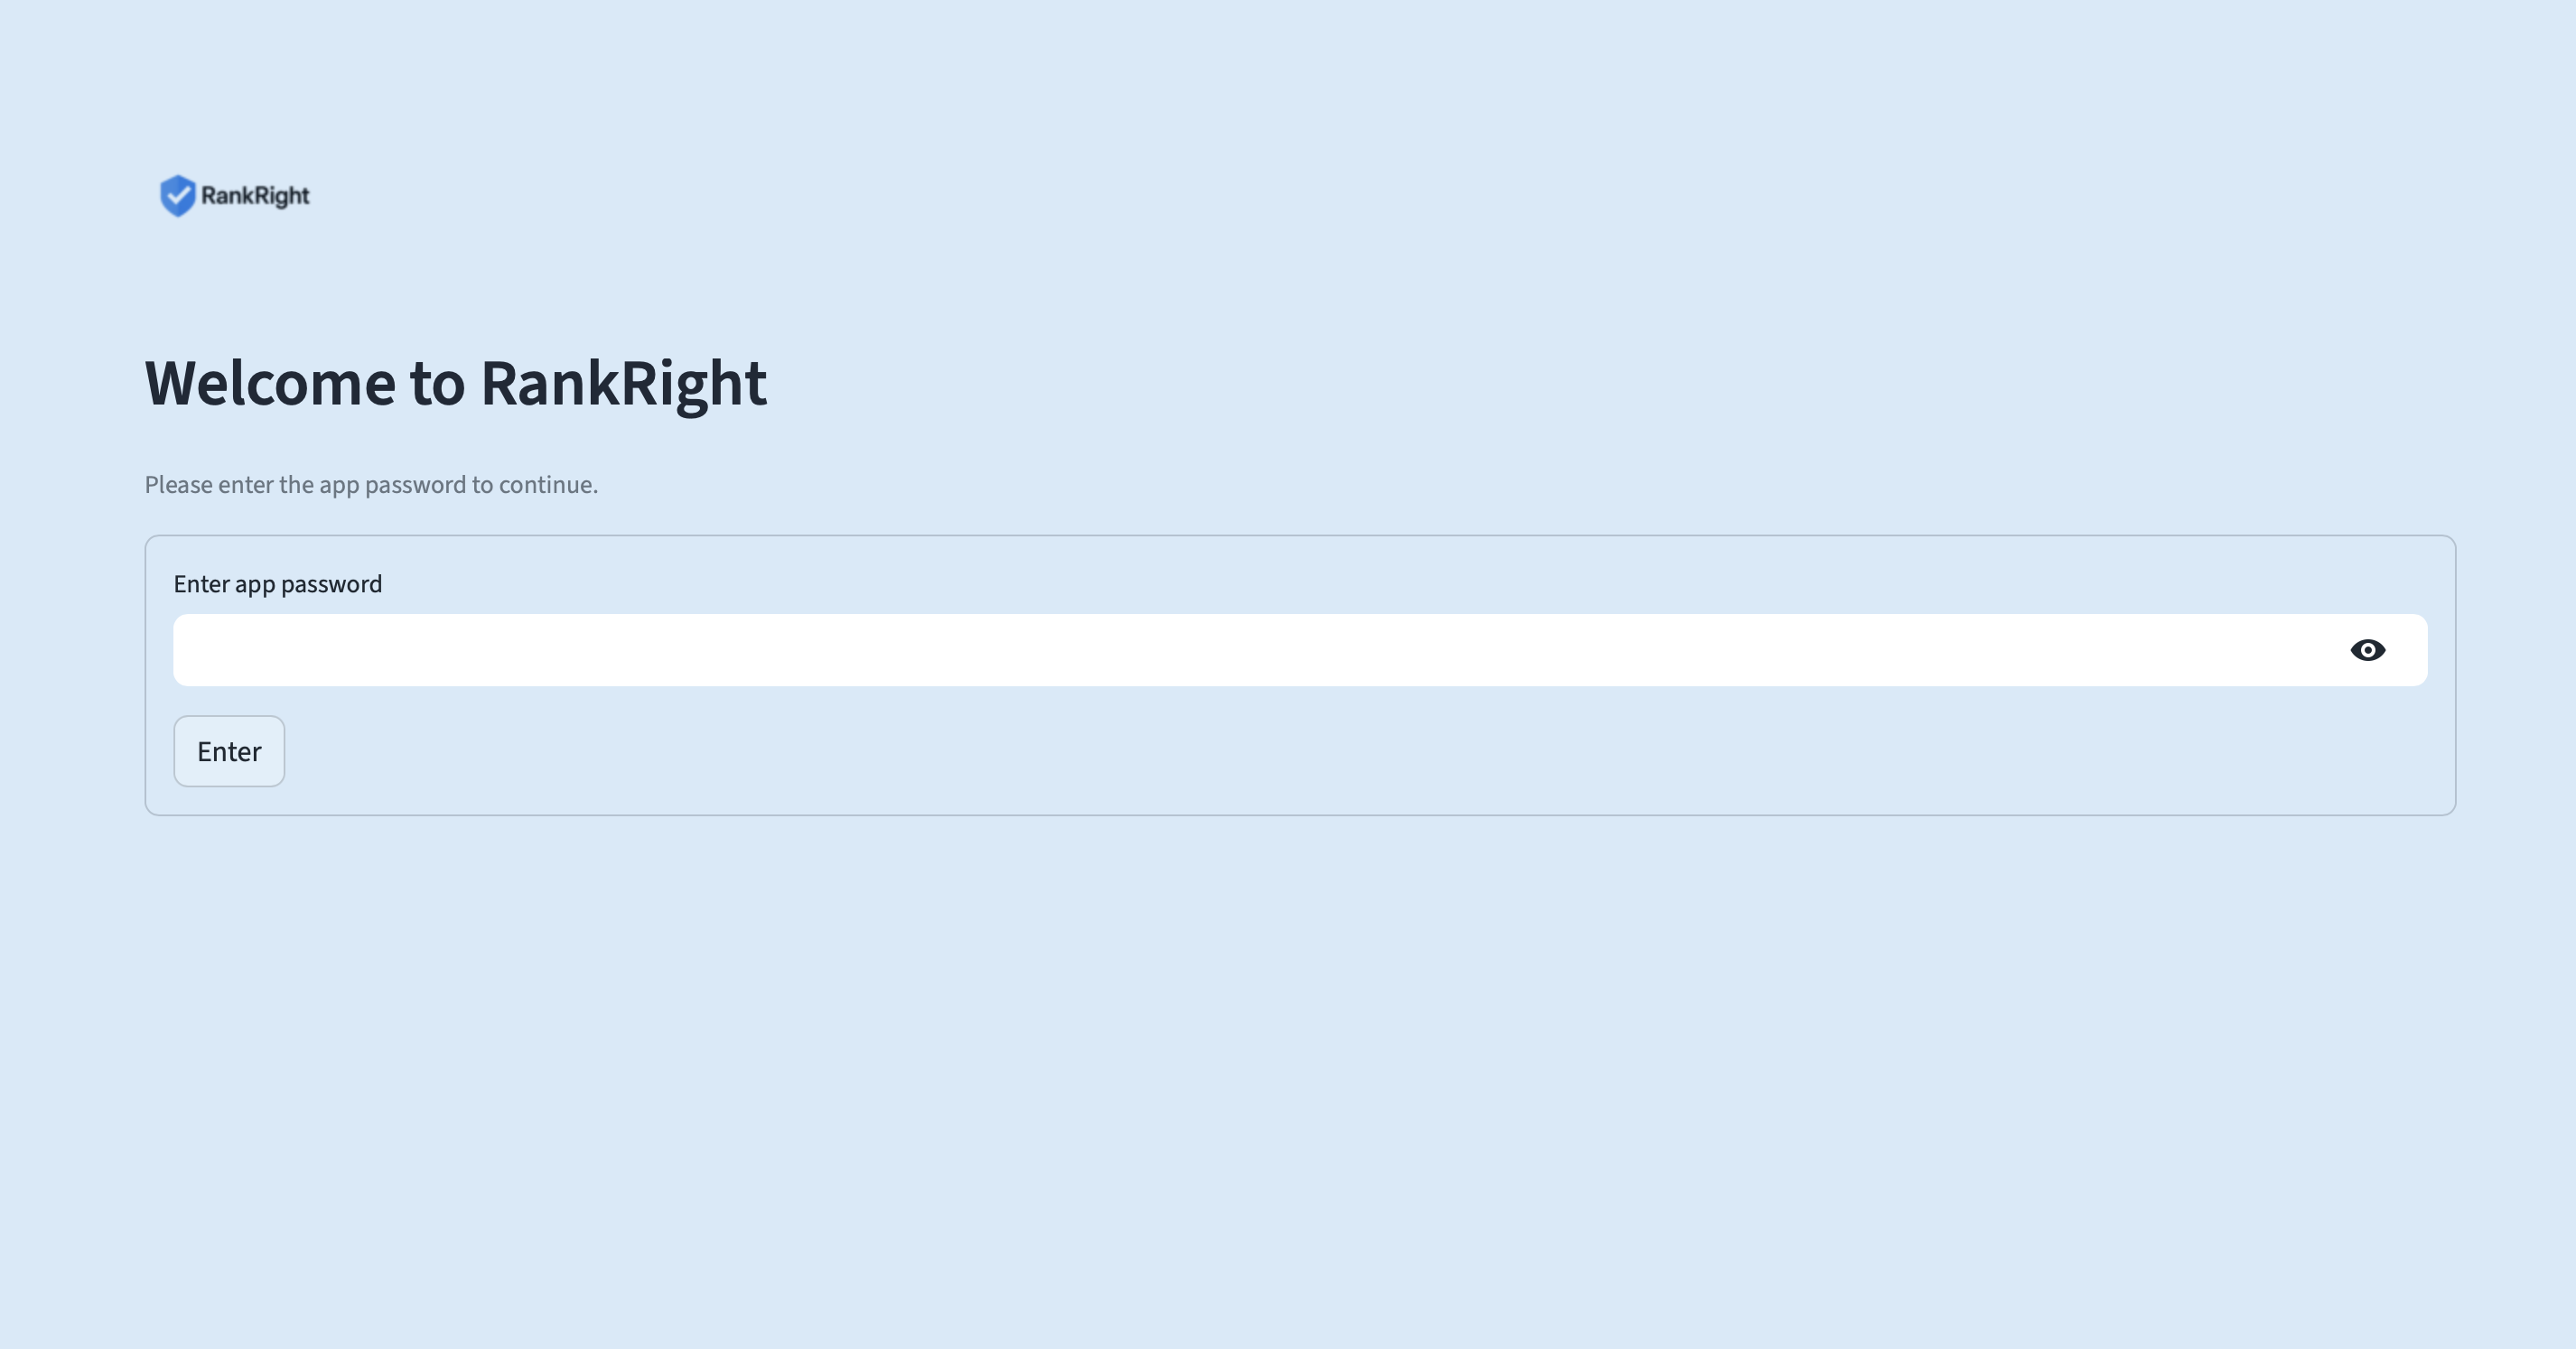 RankRight
Welcome to RankRight
Please enter the app password to continue.
Enter app password
Enter